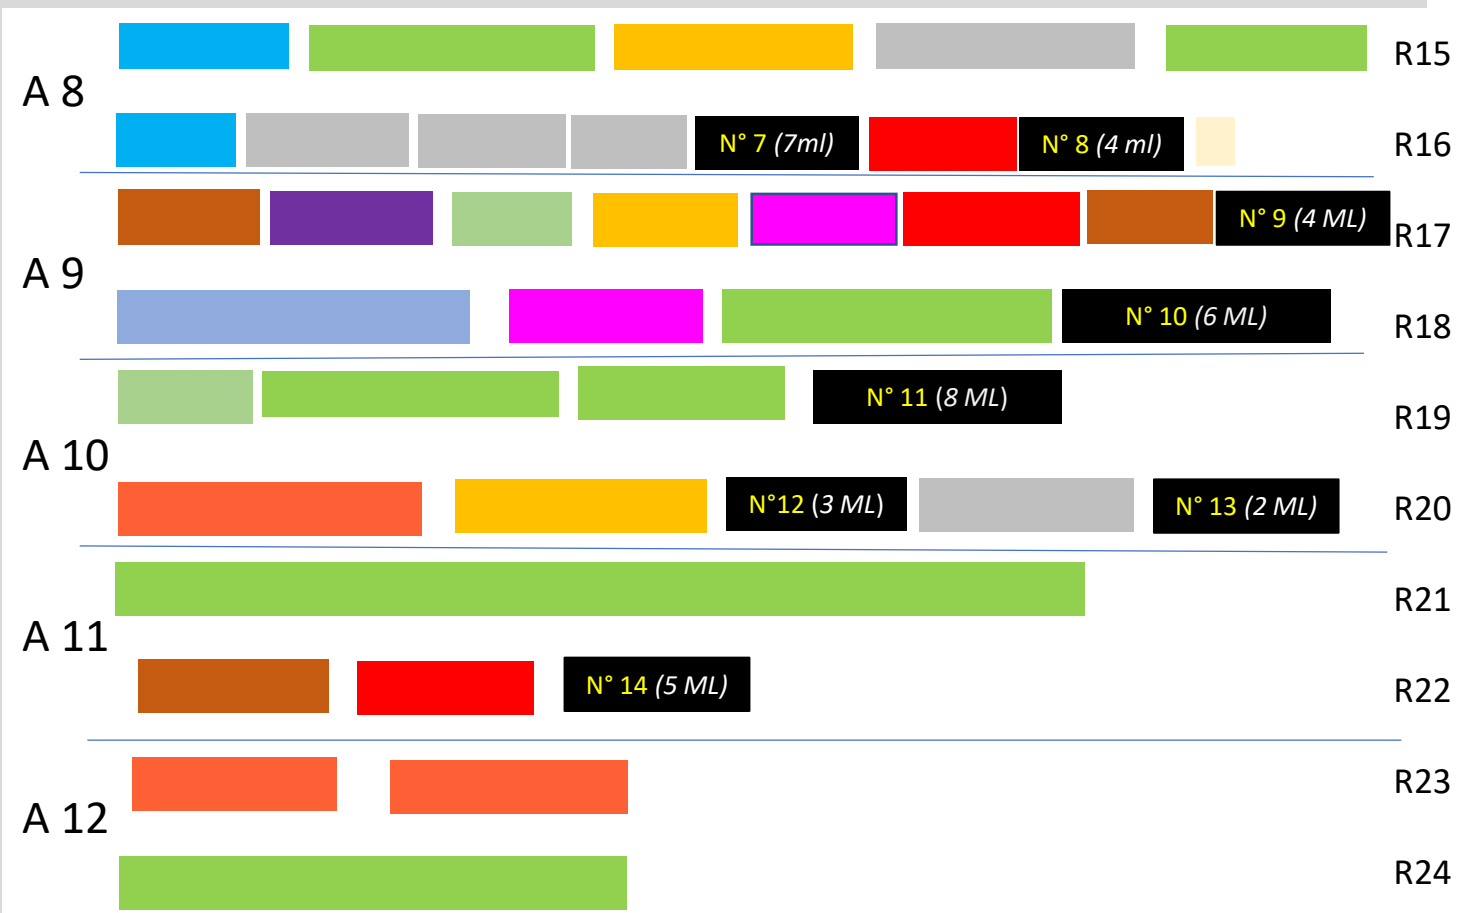 R15
A 8
N° 7 (7ml)
N° 8 (4 ml)
R16
N° 9 (4 ML)
R17
A 9
N° 10 (6 ML)
R18
N° 11 (8 ML)
R19
A 10
N°12 (3 ML)
N° 13 (2 ML)
R20
R21
A 11
N° 14 (5 ML)
R22
R23
A 12
R24